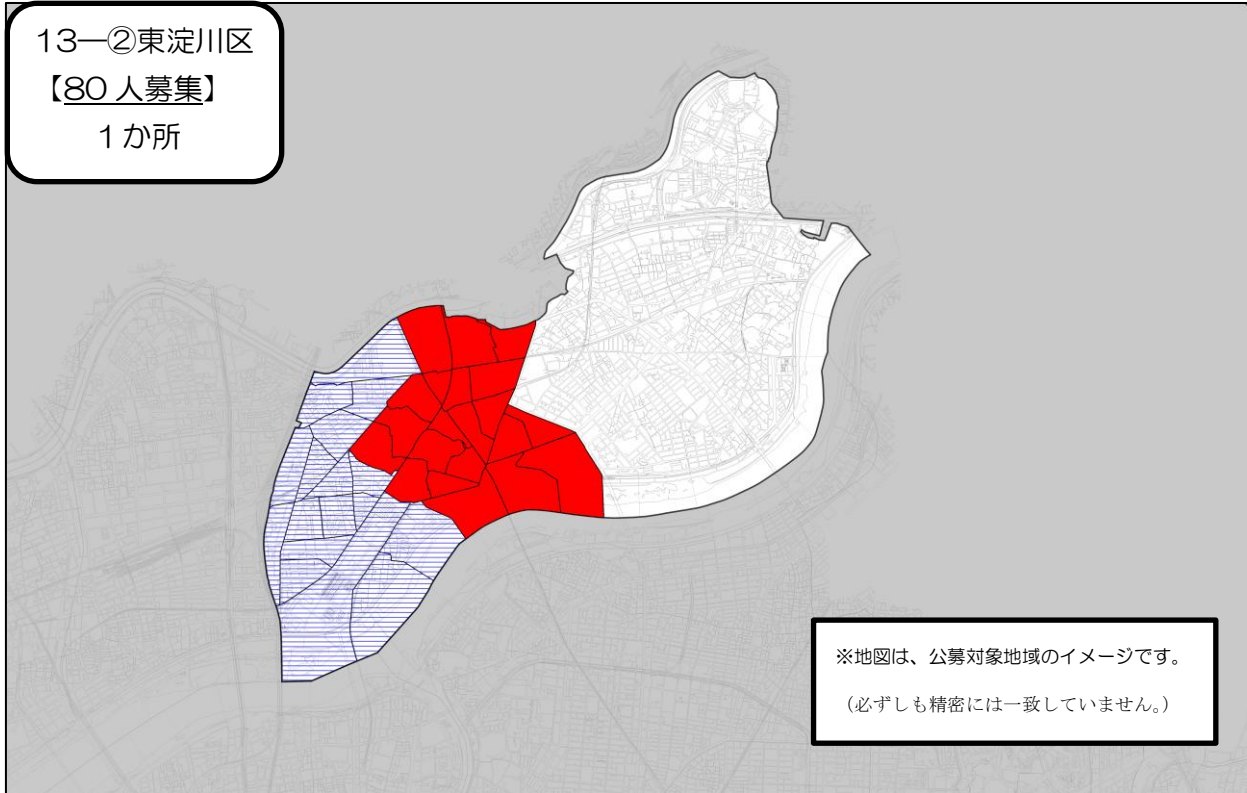 13―②東淀川区
【80人募集】
1か所
※地図は、公募対象地域のイメージです。
（必ずしも精密には一致していません。）